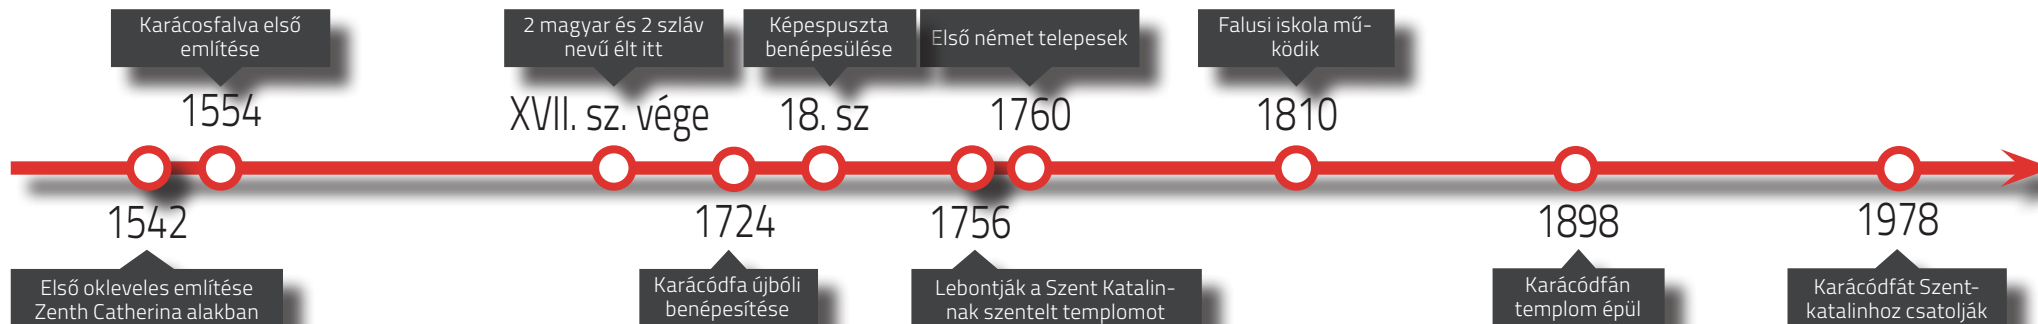 Karácosfalva első
említése
1554
2 magyar és 2 szláv
nevű élt itt
XVII. sz. vége
Képespuszta
benépesülése
18. sz
Első német telepesek
1760
Falusi iskola mű-
ködik
1810
1542
Első okleveles említése
Zenth Catherina alakban
1724
Karácódfa újbóli
benépesítése
1756
Lebontják a Szent Katalin-
nak szentelt templomot
1898
Karácódfán
templom épül
1978
Karácódfát Szent-
katalinhoz csatolják